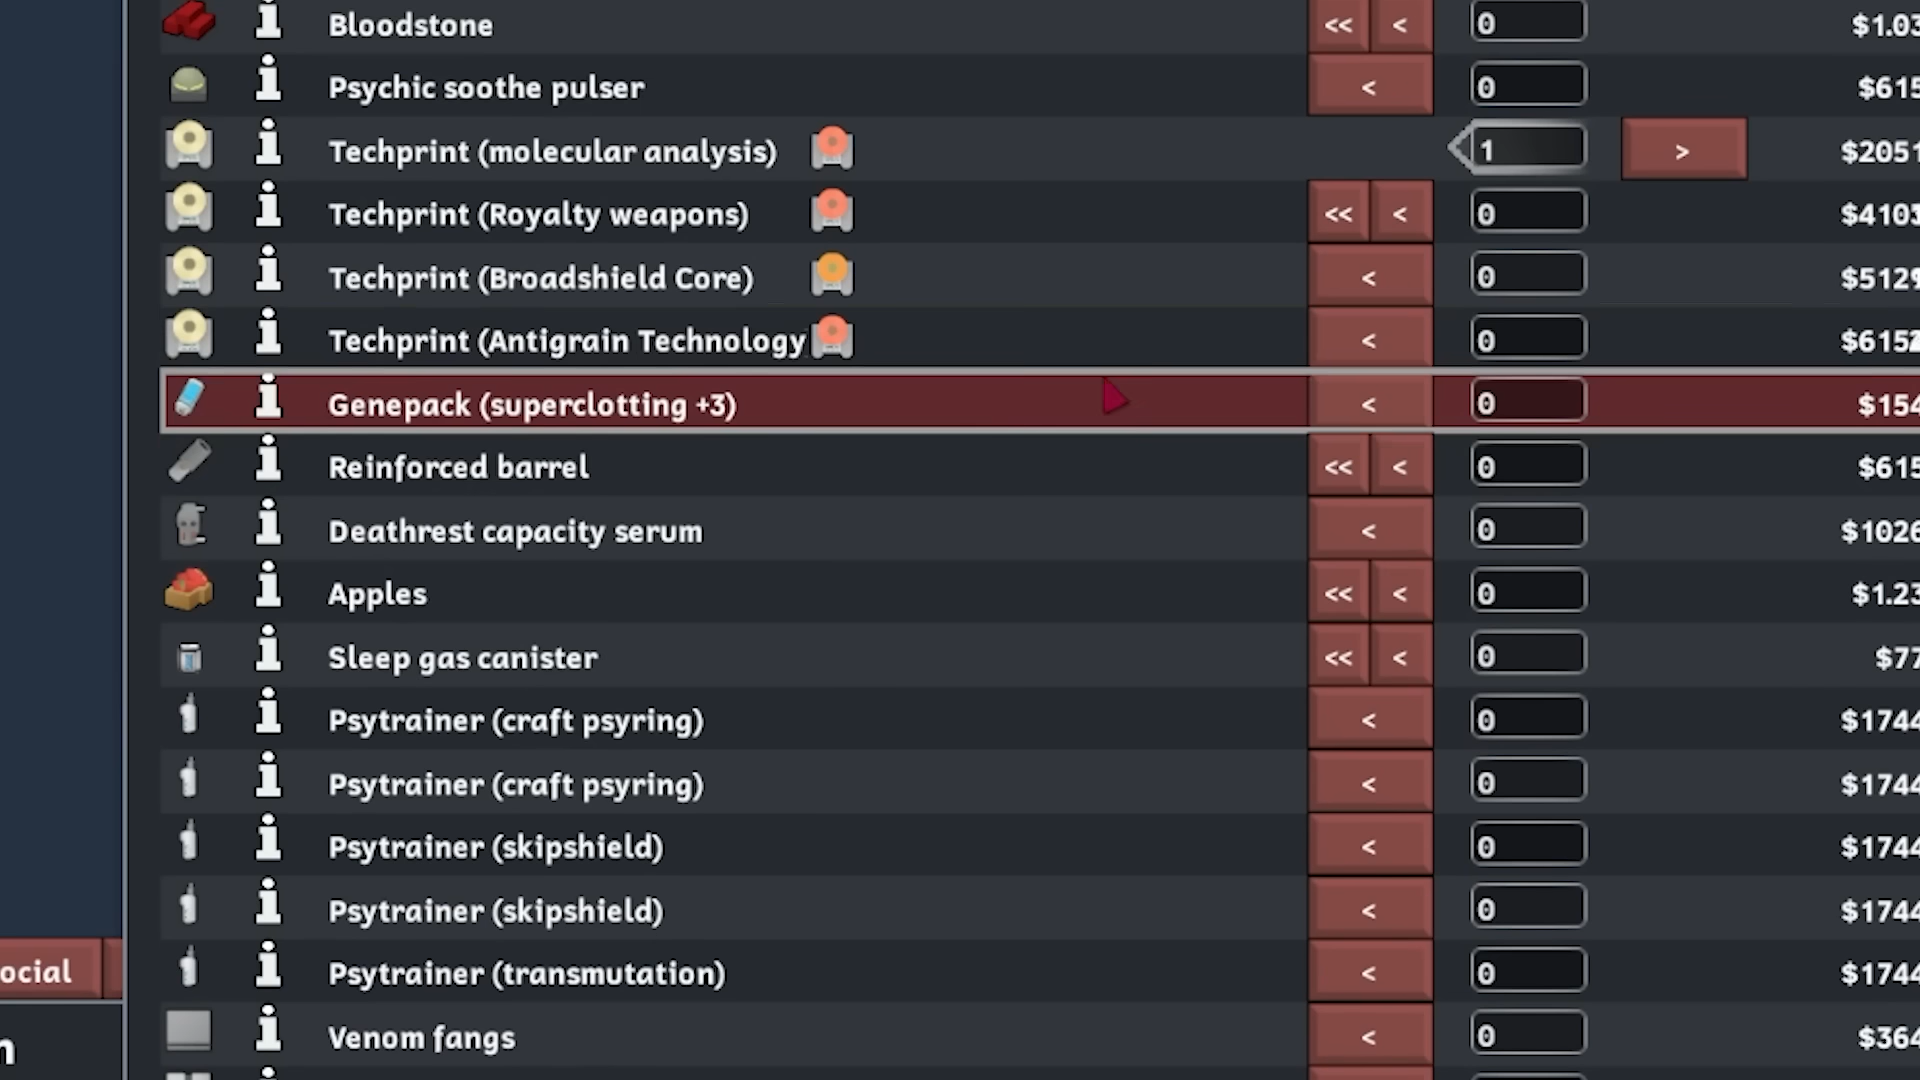 Bloodstone << < 0 $1.03
Psychic soothe pulser < 0 $615
Techprint (molecular analysis) 1 > $2051
Techprint (Royalty weapons) << < 0 $4103
Techprint (Broadshield Core) < 0 $5129
Techprint (Antigrain Technology < 0 $6152
Genepack (superclotting +3) < 0 $154
Reinforced barrel << < 0 $615
Deathrest capacity serum < 0 $1026
Apples << < 0 $1.23
Sleep gas canister << < 0 $77
Psytrainer (craft psyring) < 0 $1744
Psytrainer (craft psyring) < 0 $1744
Psytrainer (skipshield) < 0 $1744
Psytrainer (skipshield) < 0 $1744
ocial
Psytrainer (transmutation) < 0 $1744
Venom fangs < 0 $364